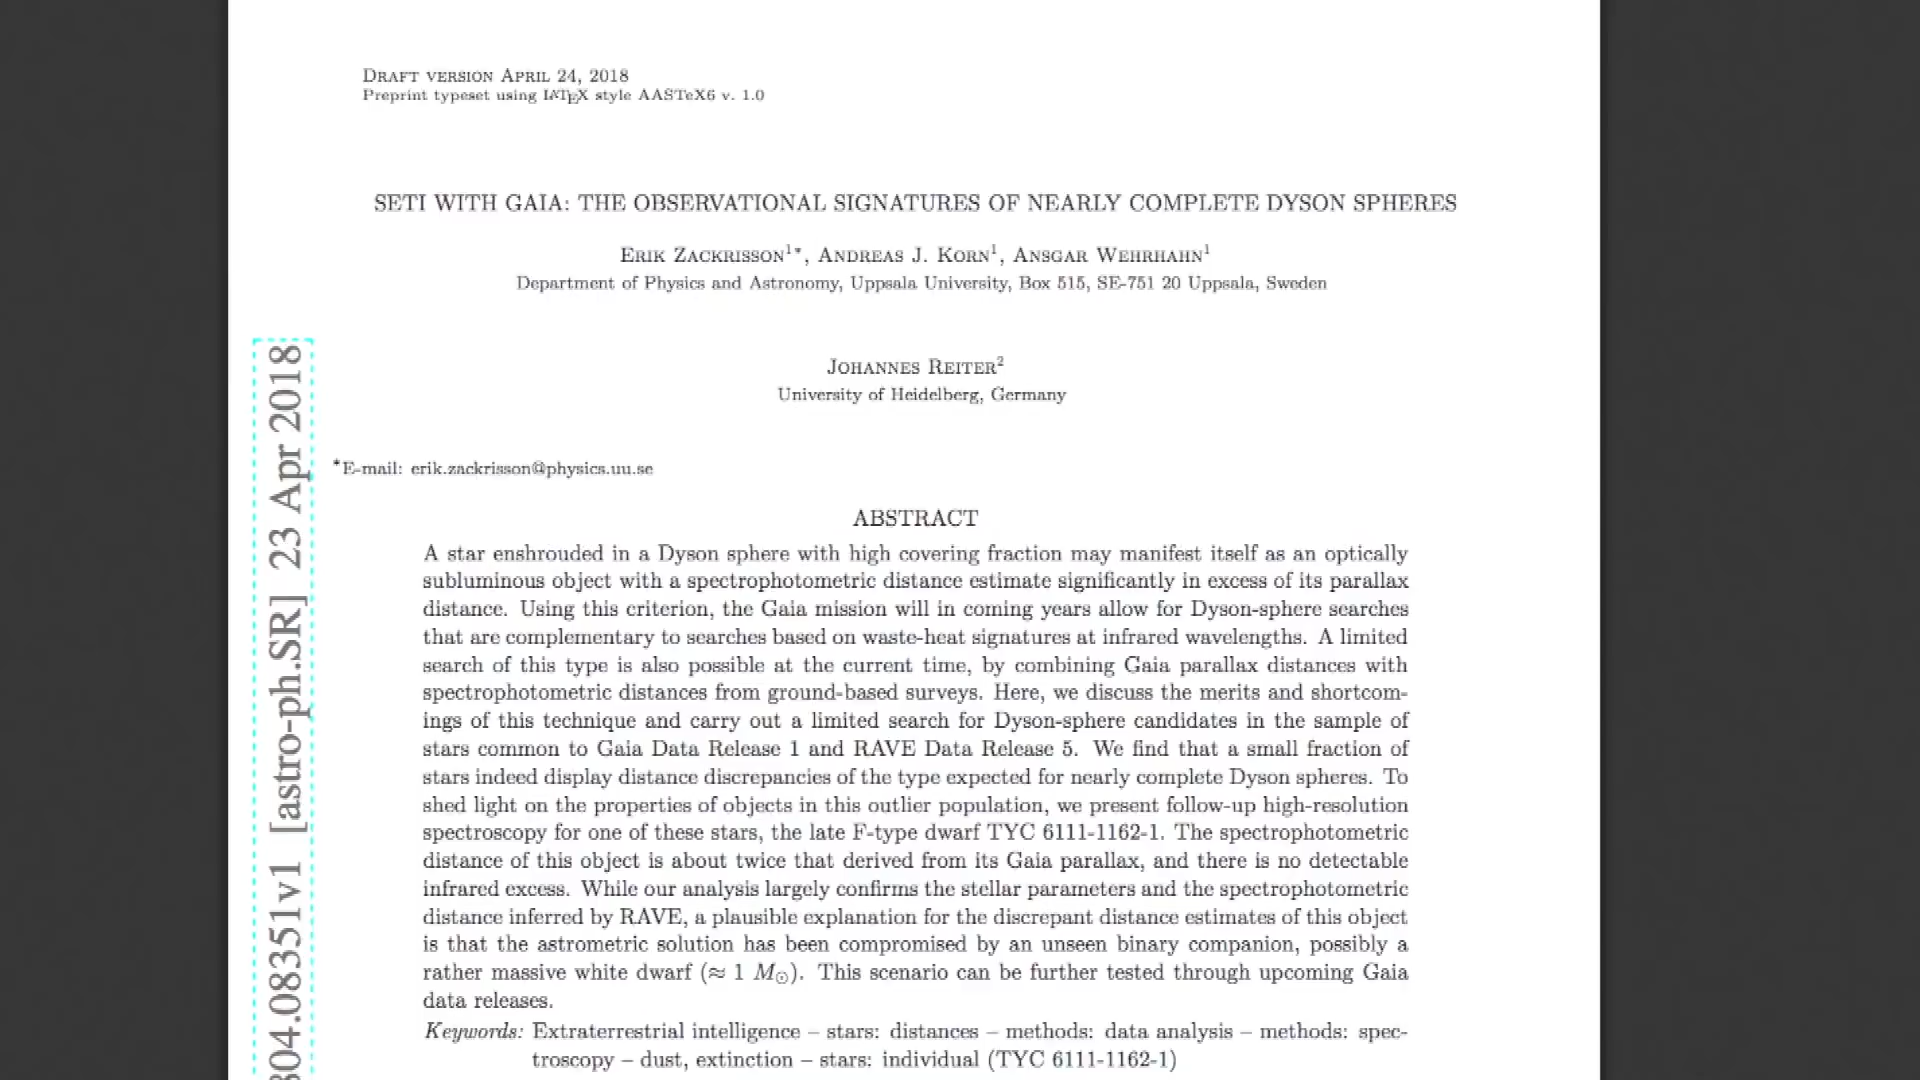 DRAFT VERSION APRIL 24, 2018
Preprint typeset using LATEX style AASTeX6 v. 1.0
SETI WITH GAIA: THE OBSERVATIONAL SIGNATURES OF NEARLY COMPLETE DYSON SPHERES
ERIK ZACKRISSON1*, ANDREAS J. KORN1, ANSGAR WEHRHAHN1
Department of Physics and Astronomy, Uppsala University, Box 515, SE-751 20 Uppsala, Sweden
JOHANNES REITER2
University of Heidelberg, Germany
*E-mail: erik.zackrisson@physics.uu.se
ABSTRACT
A star enshrouded in a Dyson sphere with high covering fraction may manifest itself as an optically
subluminous object with a spectrophotometric distance estimate significantly in excess of its parallax
distance. Using this criterion, the Gaia mission will in coming years allow for Dyson-sphere searches
that are complementary to searches based on waste-heat signatures at infrared wavelengths. A limited
search of this type is also possible at the current time, by combining Gaia parallax distances with
spectrophotometric distances from ground-based surveys. Here, we discuss the merits and shortcom-
ings of this technique and carry out a limited search for Dyson-sphere candidates in the sample of
stars common to Gaia Data Release 1 and RAVE Data Release 5. We find that a small fraction of
stars indeed display distance discrepancies of the type expected for nearly complete Dyson spheres. To
shed light on the properties of objects in this outlier population, we present follow-up high-resolution
spectroscopy for one of these stars, the late F-type dwarf TYC 6111-1162-1. The spectrophotometric
distance of this object is about twice that derived from its Gaia parallax, and there is no detectable
infrared excess. While our analysis largely confirms the stellar parameters and the spectrophotometric
distance inferred by RAVE, a plausible explanation for the discrepant distance estimates of this object
is that the astrometric solution has been compromised by an unseen binary companion, possibly a
rather massive white dwarf (≈ 1 M☉). This scenario can be further tested through upcoming Gaia
data releases.
Keywords: Extraterrestrial intelligence – stars: distances – methods: data analysis – methods: spec-
troscopy – dust, extinction – stars: individual (TYC 6111-1162-1)
804.08351v1 [astro-ph.SR] 23 Apr 2018